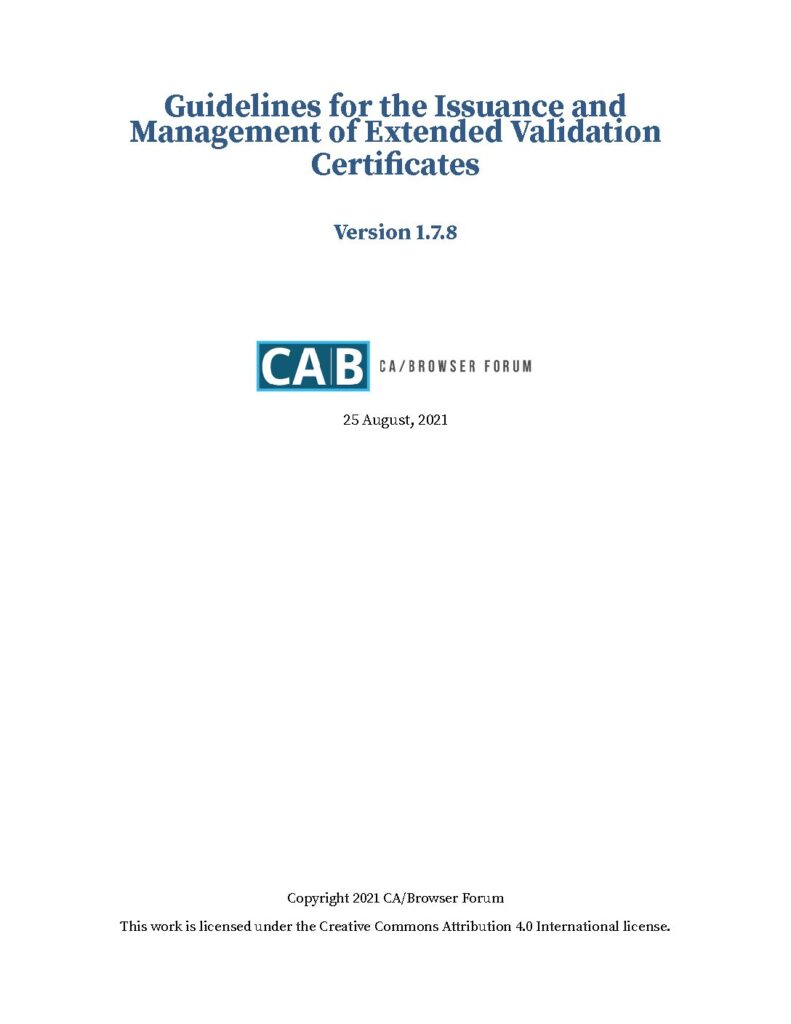 Guidelines for the Issuance and
Management of Extended Validation
Certificates
Version 1.7.8
CA|B CA/BROWSER FORUM
25 August, 2021
Copyright 2021 CA/Browser Forum
This work is licensed under the Creative Commons Attribution 4.0 International license.